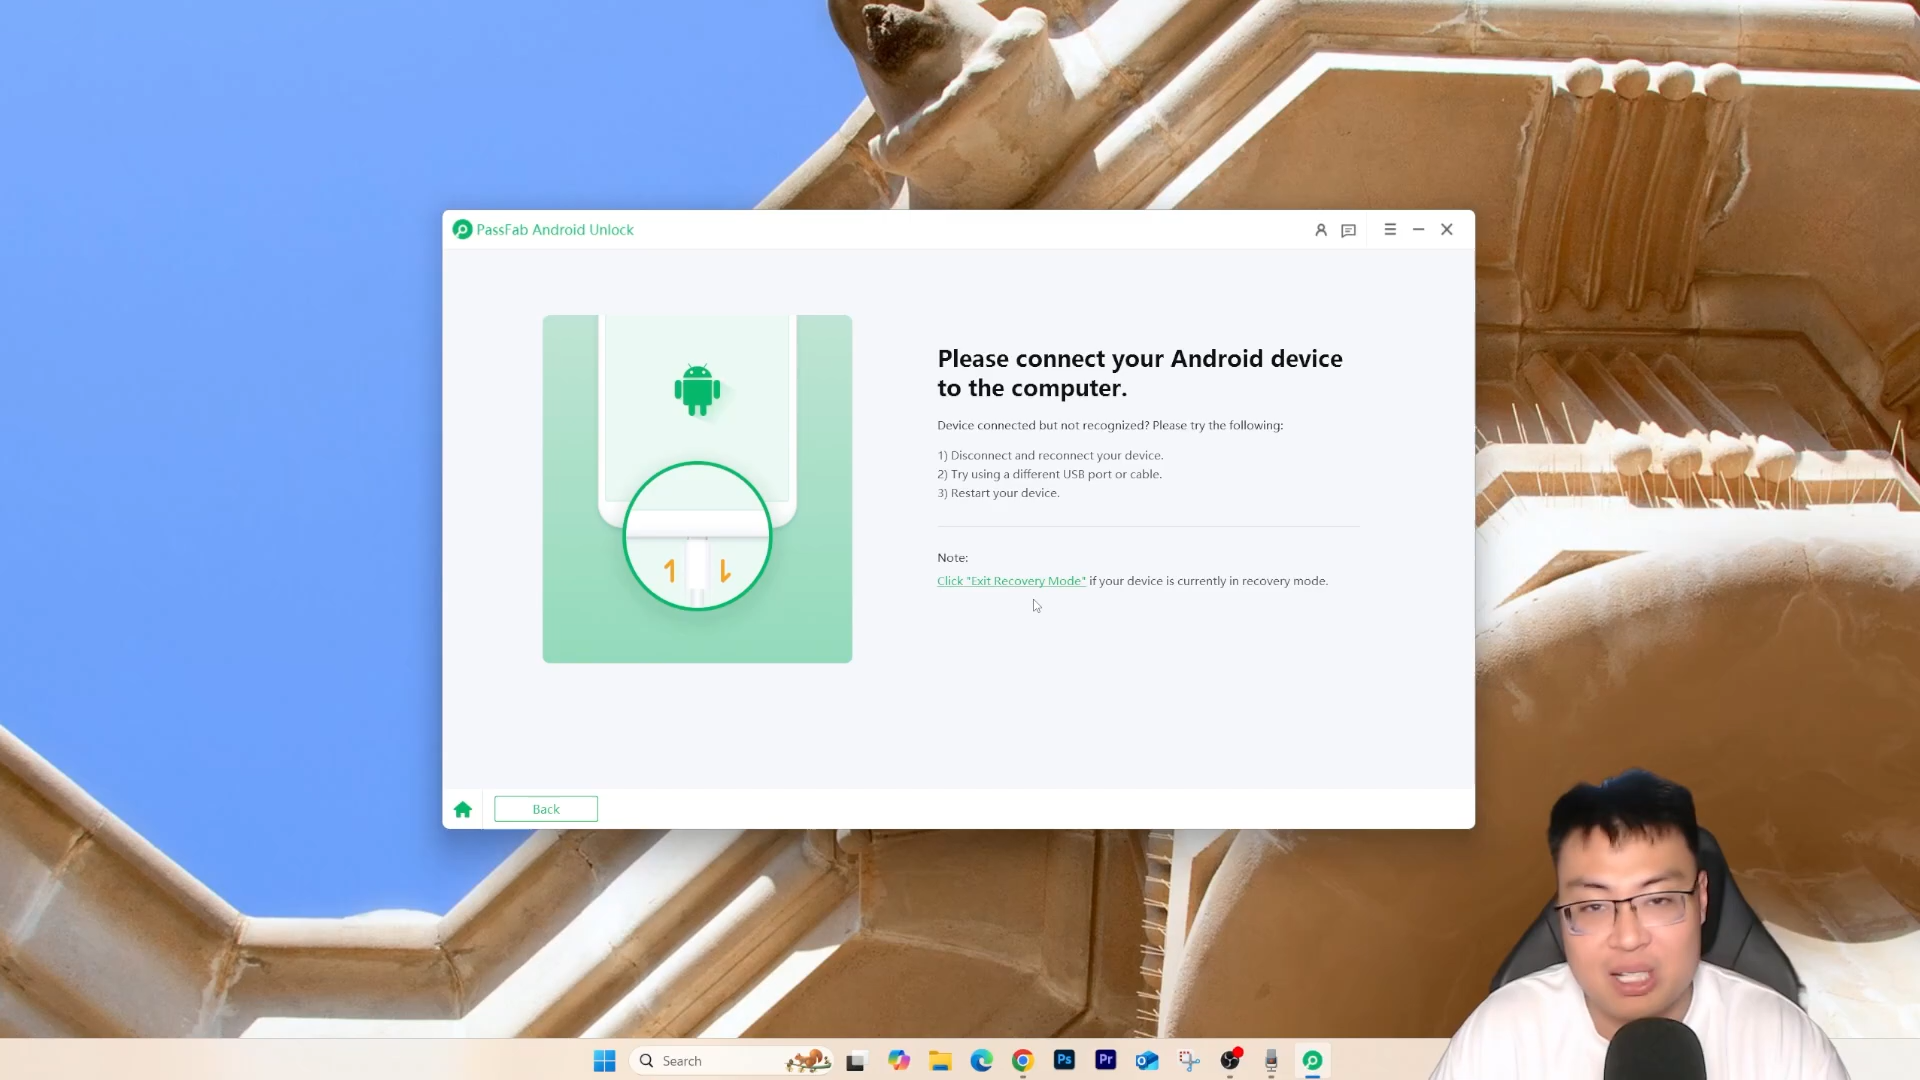 PassFab Android Unlock
Please connect your Android device
to the computer.
Device connected but not recognized? Please try the following:
1) Disconnect and reconnect your device.
2) Try using a different USB port or cable.
3) Restart your device.
Note:
Click "Exit Recovery Mode" if your device is currently in recovery mode.
Back
Search
Ps
Pr